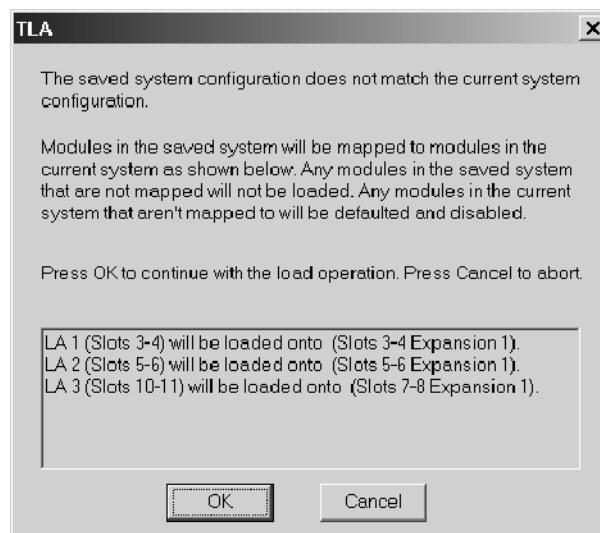 TLA
The saved system configuration does not match the current system
configuration.
Modules in the saved system will be mapped to modules in the
current system as shown below. Any modules in the saved system
that are not mapped will not be loaded. Any modules in the current
system that aren't mapped to will be defaulted and disabled.
Press OK to continue with the load operation. Press Cancel to abort.
LA 1 (Slots 3-4) will be loaded onto (Slots 3-4 Expansion 1).
LA 2 (Slots 5-6) will be loaded onto (Slots 5-6 Expansion 1).
LA 3 (Slots 10-11) will be loaded onto (Slots 7-8 Expansion 1).
OK
Cancel